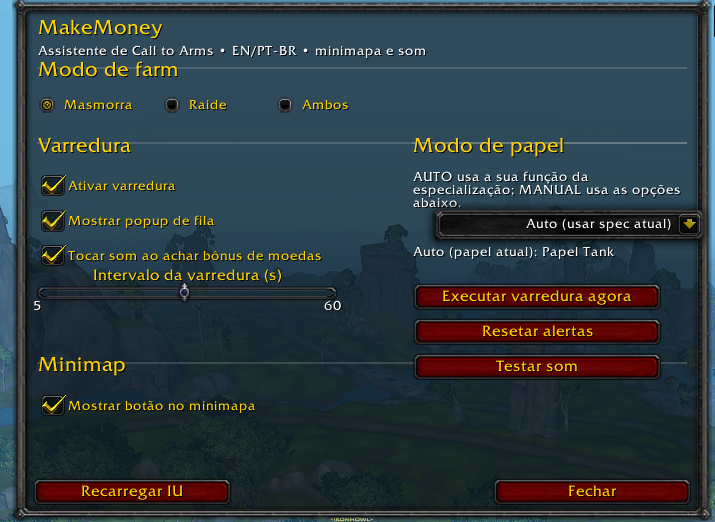 MakeMoney
Assistente de Call to Arms • EN/PT-BR • minimapa e som
Modo de farm
Masmorra
Raide
Ambos
Varredura
Ativar varredura
Mostrar popup de fila
Tocar som ao achar bônus de moedas
Intervalo da varredura (s)
5
60
Modo de papel
AUTO usa a sua função da
especialização; MANUAL usa as opções
abaixo.
Auto (usar spec atual)
Auto (papel atual): Papel Tank
Executar varredura agora
Resetar alertas
Testar som
Minimap
Mostrar botão no minimapa
Recarregar IU
Fechar
<IRONHOWL>